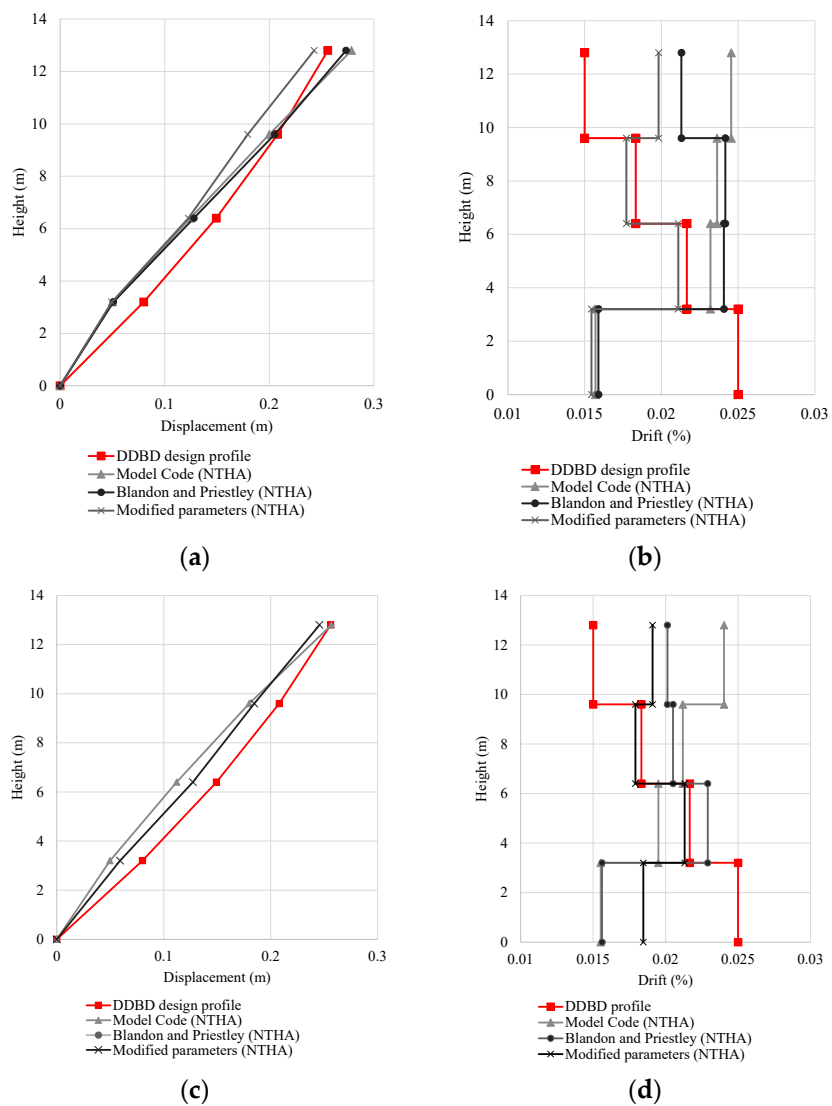 14
12
10
8
6
4
2
0
Height (m)
0
0.1
0.2
0.3
Displacement (m)
DDBD design profile
Model Code (NTHA)
Blandon and Priestley (NTHA)
Modified parameters (NTHA)
(a)
14
12
10
8
6
4
2
0
Height (m)
0.01
0.015
0.02
0.025
0.03
Drift (%)
DDBD design profile
Model Code (NTHA)
Blandon and Priestley (NTHA)
Modified parameters (NTHA)
(b)
14
12
10
8
6
4
2
0
Height (m)
0
0.1
0.2
0.3
Displacement (m)
DDBD design profile
Model Code (NTHA)
Blandon and Priestley (NTHA)
Modified parameters (NTHA)
(c)
14
12
10
8
6
4
2
0
Height (m)
0.01
0.015
0.02
0.025
0.03
Drift (%)
DDBD profile
Model Code (NTHA)
Blandon and Priestley (NTHA)
Modified parameters (NTHA)
(d)